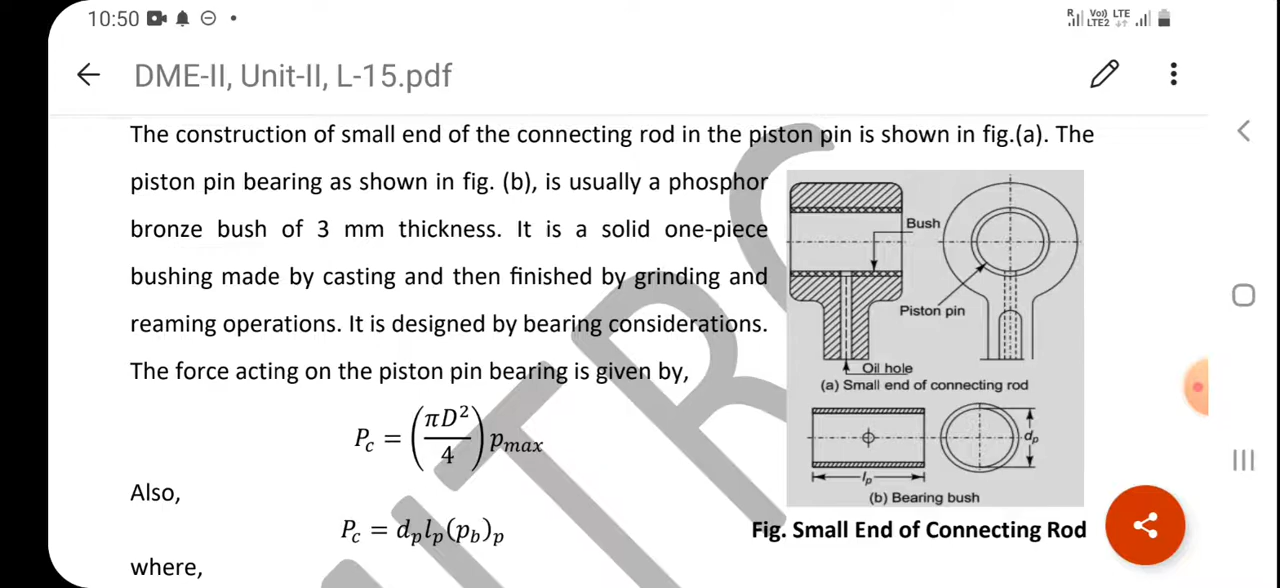 10:50
R Vo)) LTE
LTE2
DME-II, Unit-II, L-15.pdf
The construction of small end of the connecting rod in the piston pin is shown in fig.(a). The
piston pin bearing as shown in fig. (b), is usually a phosphor
bronze bush of 3 mm thickness. It is a solid one-piece
bushing made by casting and then finished by grinding and
reaming operations. It is designed by bearing considerations.
The force acting on the piston pin bearing is given by,
P_c = (πD²/4) p_max
Also,
P_c = d_p l_p (p_b)_p
where,
Bush
Piston pin
Oil hole
(a) Small end of connecting rod
d_p
l_p
(b) Bearing bush
Fig. Small End of Connecting Rod